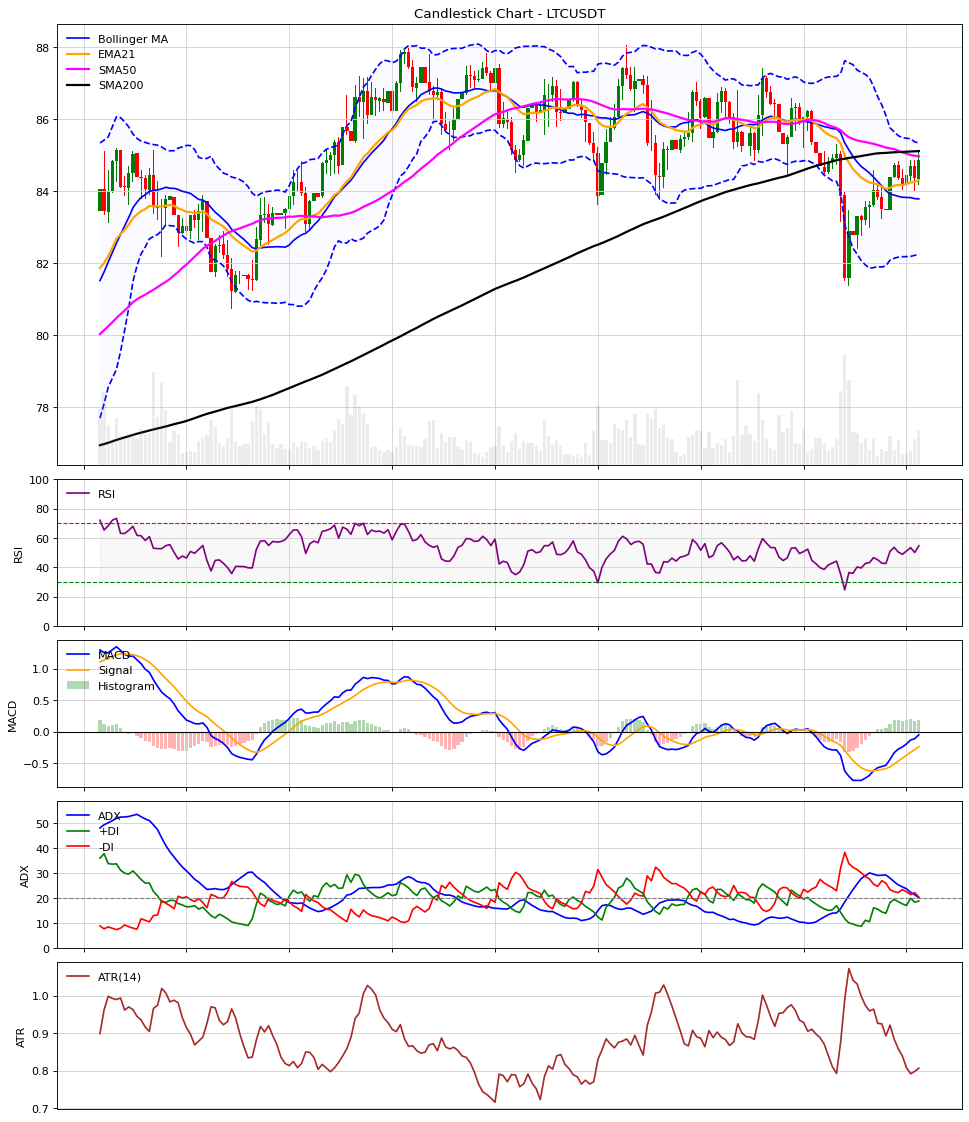 Candlestick Chart - LTCUSDT
Bollinger MA
EMA21
SMA50
SMA200
88
86
84
82
80
78
RSI
RSI
100
80
60
40
20
0
MACD
Signal
Histogram
MACD
1.0
0.5
0.0
−0.5
ADX
+DI
-DI
ADX
50
40
30
20
10
0
ATR(14)
ATR
1.0
0.9
0.8
0.7